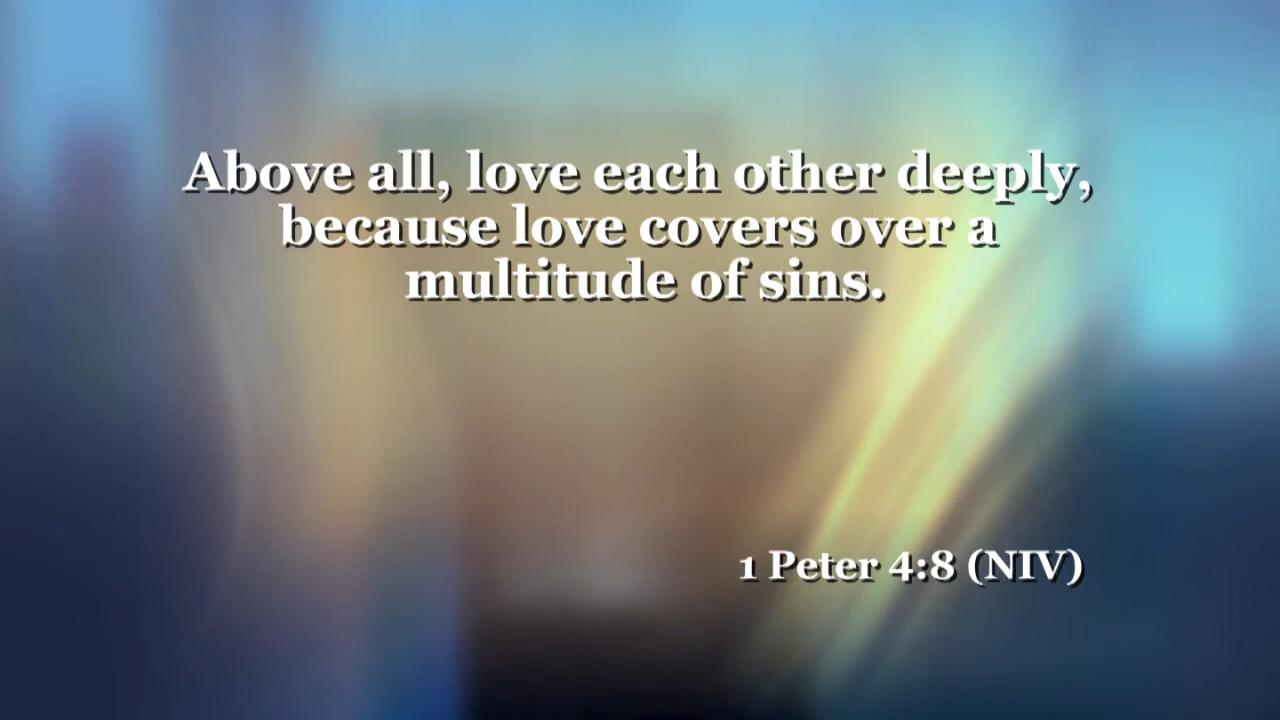 Above all, love each other deeply,
because love covers over a
multitude of sins.
1 Peter 4:8 (NIV)